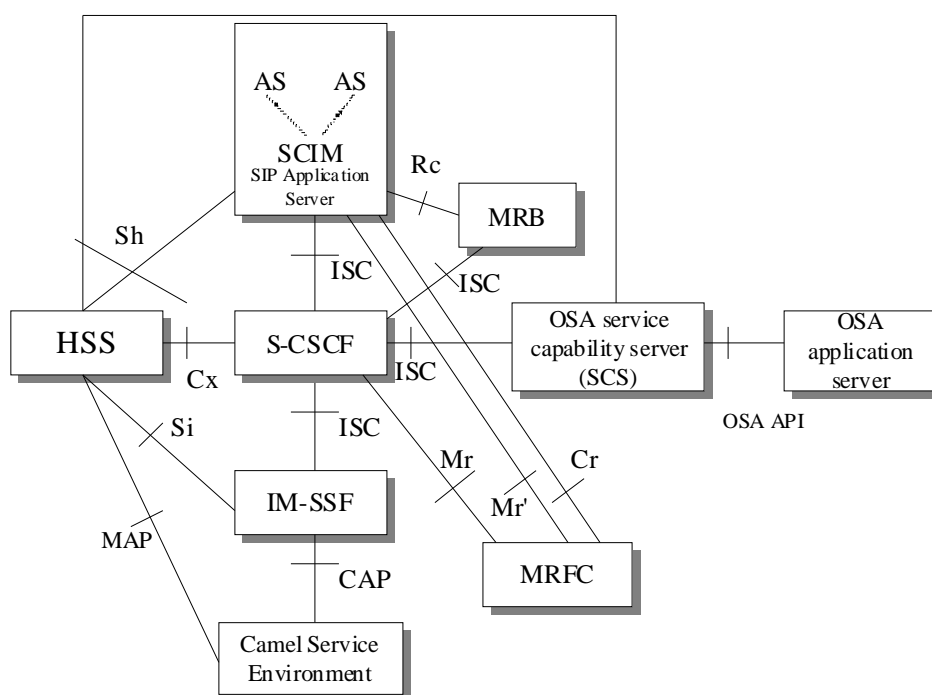 AS AS
SCIM
SIP Application
Server
Rc
MRB
Sh
ISC
ISC
HSS
S-CSCF
OSA service
capability server
(SCS)
OSA
application
server
Cx
ISC
OSA API
Si
ISC
Mr
Cr
Mr'
IM-SSF
MAP
CAP
MRFC
Camel Service
Environment